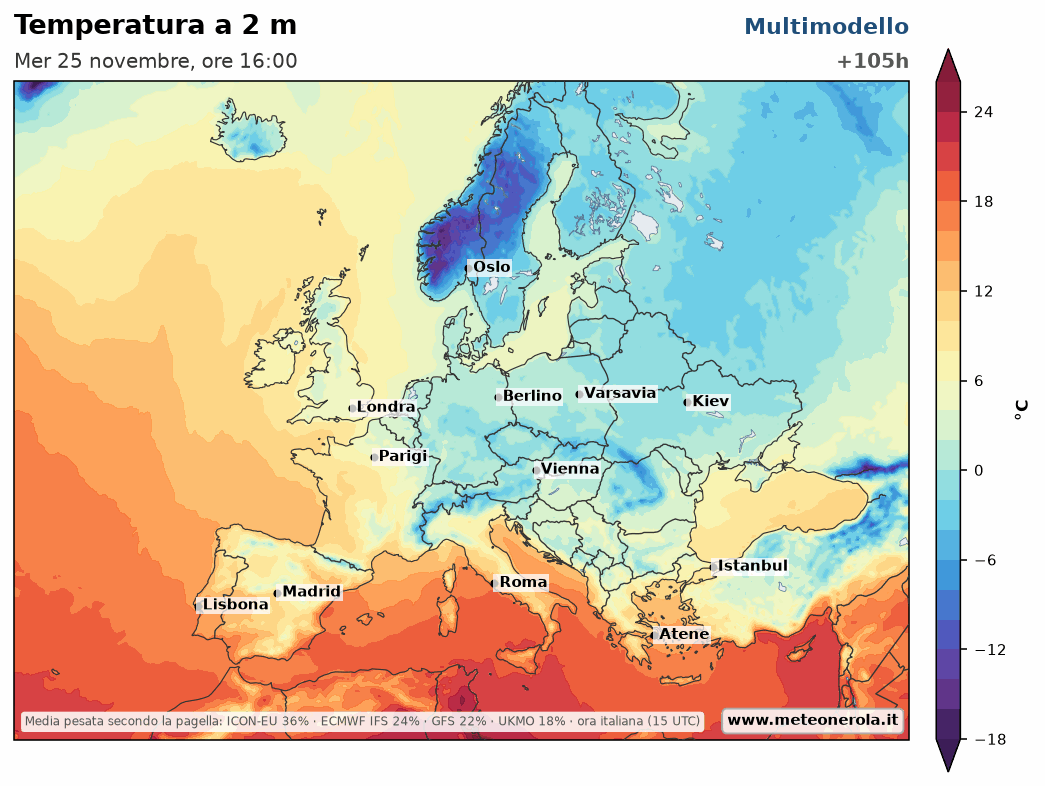 Temperatura a 2 m
Multimodello
Mer 25 novembre, ore 16:00
+105h
24
18
12
6
0
−6
−12
−18
°C
Oslo
Londra
Berlino
Varsavia
Kiev
Parigi
Vienna
Istanbul
Roma
Madrid
Lisbona
Atene
Media pesata secondo la pagella: ICON-EU 36% · ECMWF IFS 24% · GFS 22% · UKMO 18% · ora italiana (15 UTC)
www.meteonerola.it